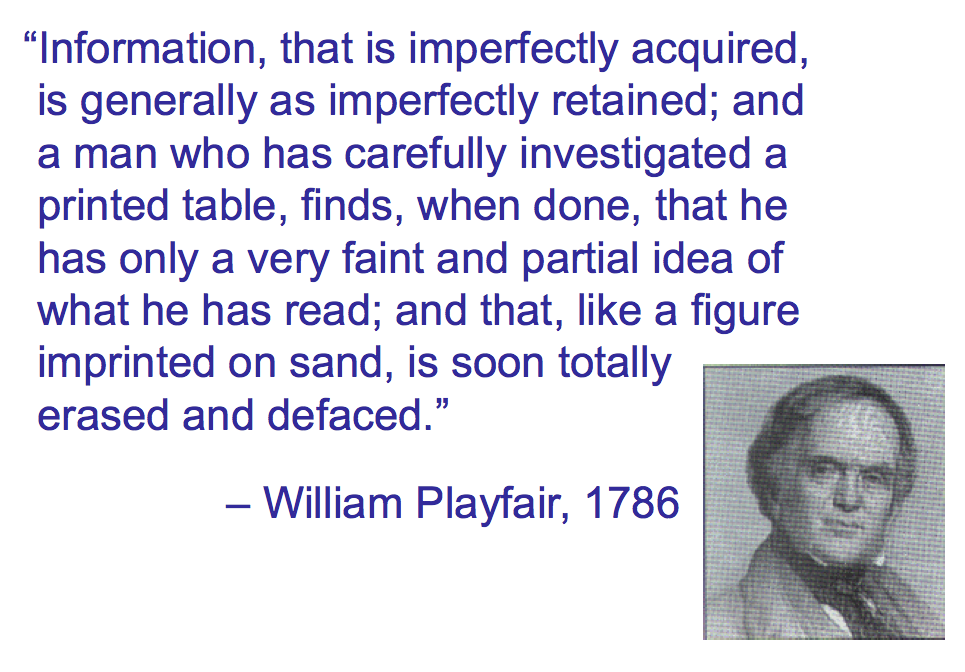 “Information, that is imperfectly acquired,
is generally as imperfectly retained; and
a man who has carefully investigated a
printed table, finds, when done, that he
has only a very faint and partial idea of
what he has read; and that, like a figure
imprinted on sand, is soon totally
erased and defaced.”
– William Playfair, 1786